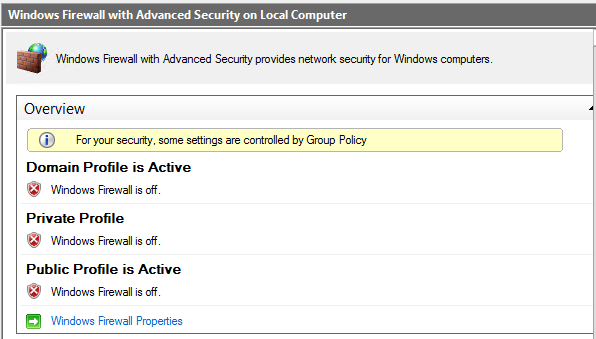 Windows Firewall with Advanced Security on Local Computer
Windows Firewall with Advanced Security provides network security for Windows computers.
Overview
For your security, some settings are controlled by Group Policy
Domain Profile is Active
Windows Firewall is off.
Private Profile
Windows Firewall is off.
Public Profile is Active
Windows Firewall is off.
Windows Firewall Properties